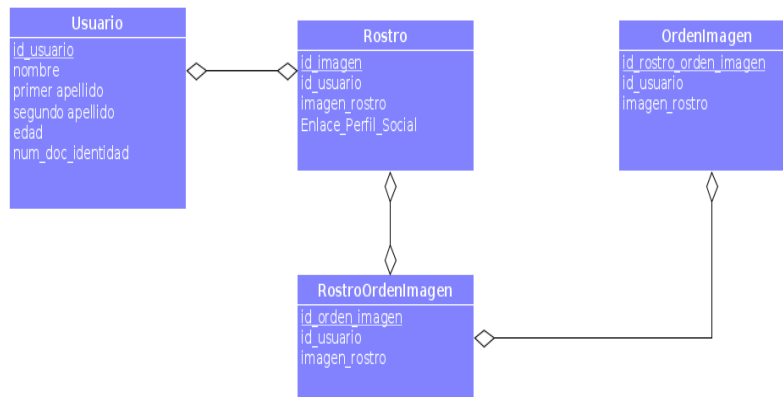 Usuario
id_usuario
nombre
primer apellido
segundo apellido
edad
num_doc_identidad
Rostro
id_imagen
id_usuario
imagen_rostro
Enlace_Perfil_Social
OrdenImagen
id_rostro_orden_imagen
id_usuario
imagen_rostro
RostroOrdenImagen
id_orden_imagen
id_usuario
imagen_rostro